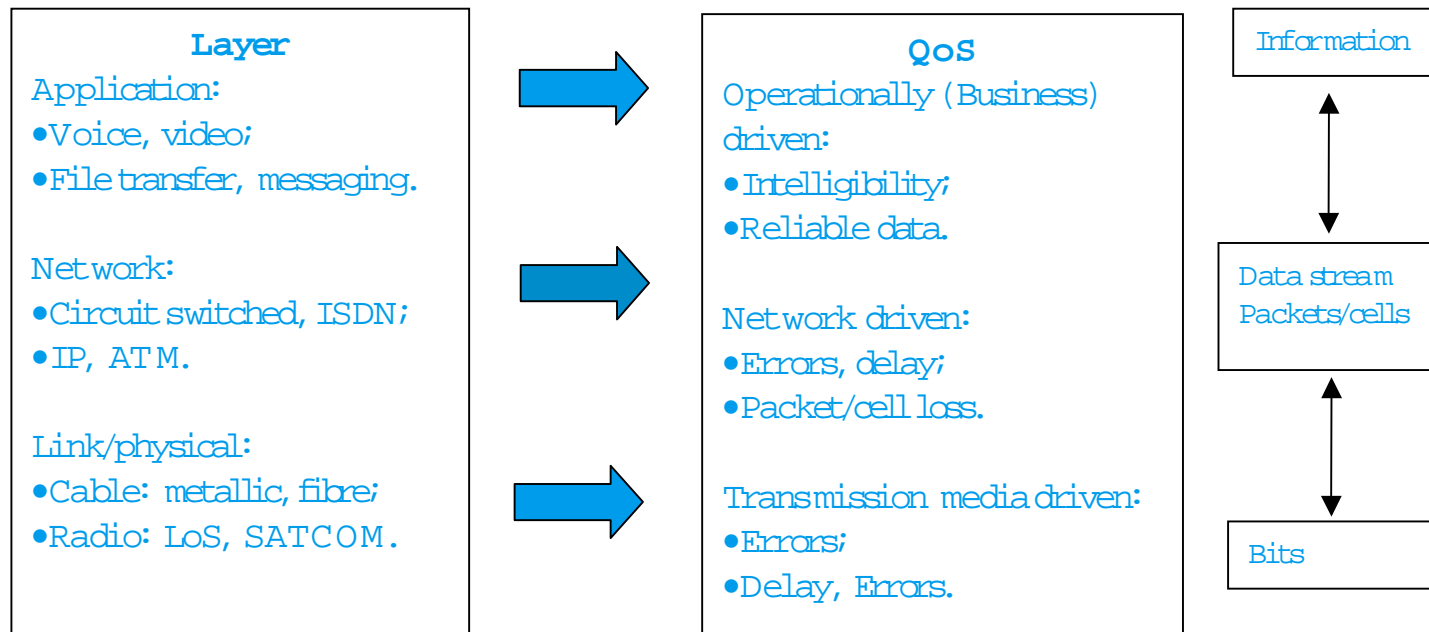 Layer
Application:
•Voice, video;
•File transfer, messaging.
Network:
•Circuit switched, ISDN;
•IP, ATM.
Link/physical:
•Cable: metallic, fibre;
•Radio: LoS, SATCOM.
QoS
Operationally (Business)
driven:
•Intelligibility;
•Reliable data.
Network driven:
•Errors, delay;
•Packet/cell loss.
Transmission media driven:
•Errors;
•Delay, Errors.
Information
Data stream
Packets/cells
Bits